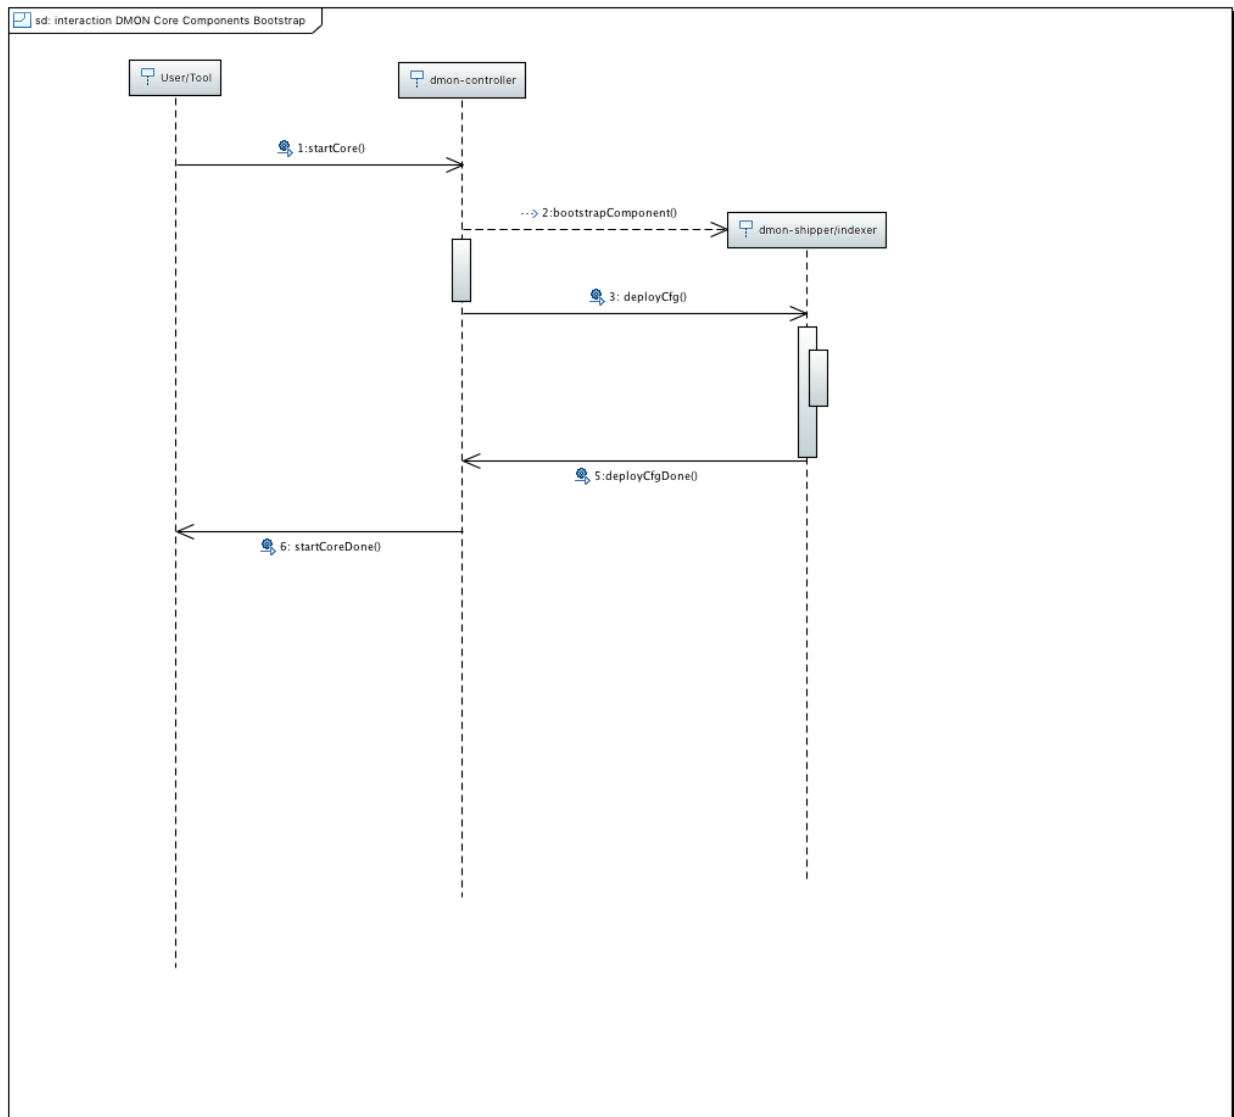 sd: interaction DMON Core Components Bootstrap
User/Tool
dmon-controller
1:startCore()
2:bootstrapComponent()
dmon-shipper/indexer
3: deployCfg()
5:deployCfgDone()
6: startCoreDone()